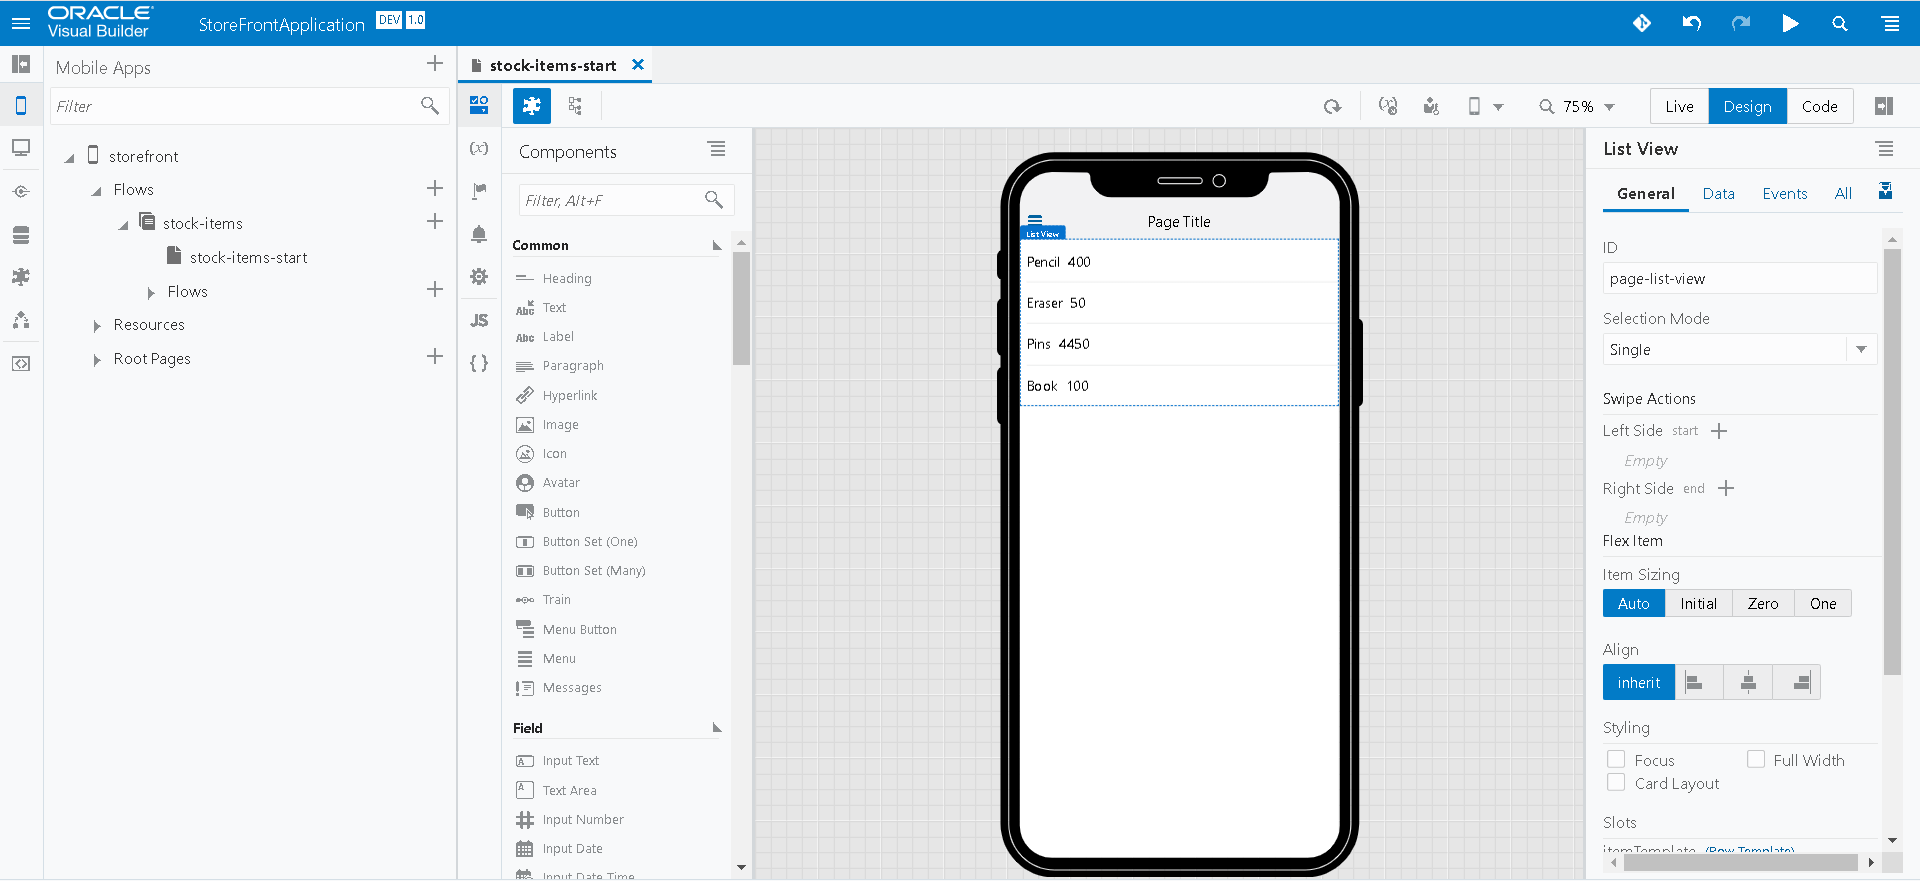 ORACLE
Visual Builder
StoreFrontApplication DEV 1.0
Mobile Apps
Filter
storefront
Flows
stock-items
stock-items-start
Flows
Resources
Root Pages
stock-items-start
75%
Live Design Code
(x)
JS
{ }
Components
Filter, Alt+F
Common
Heading
Abc Text
Abc Label
Paragraph
Hyperlink
Image
Icon
Avatar
Button
Button Set (One)
Button Set (Many)
Train
Menu Button
Menu
Messages
Field
Input Text
Text Area
Input Number
Input Date
Input Date Time
Page Title
List View
Pencil 400
Eraser 50
Pins 4450
Book 100
List View
General Data Events All
ID
page-list-view
Selection Mode
Single
Swipe Actions
Left Side start
Empty
Right Side end
Empty
Flex Item
Item Sizing
Auto Initial Zero One
Align
inherit
Styling
Focus Full Width
Card Layout
Slots
itemTemplate (Row Template)